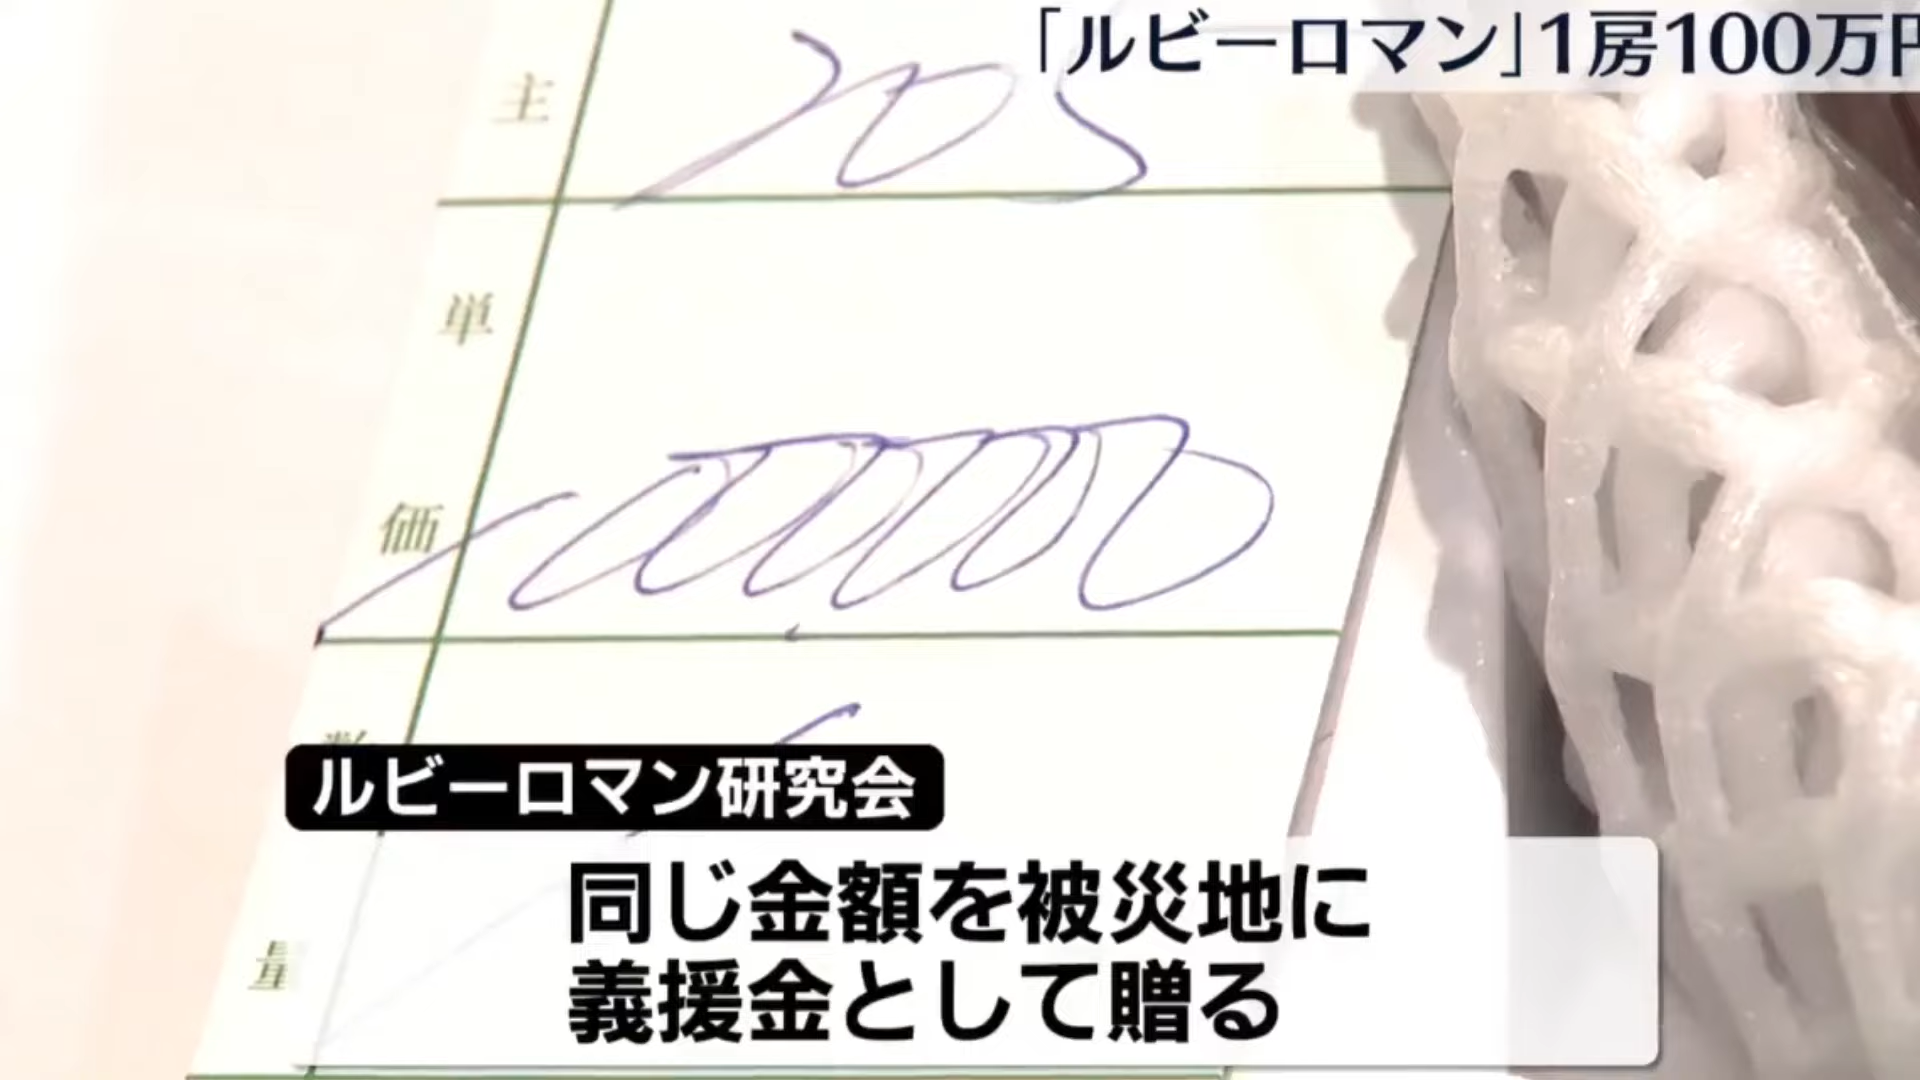 「ルビーロマン」1房100万円
主
205
単
価
1000000
数
ルビーロマン研究会
量
同じ金額を被災地に
義援金として贈る